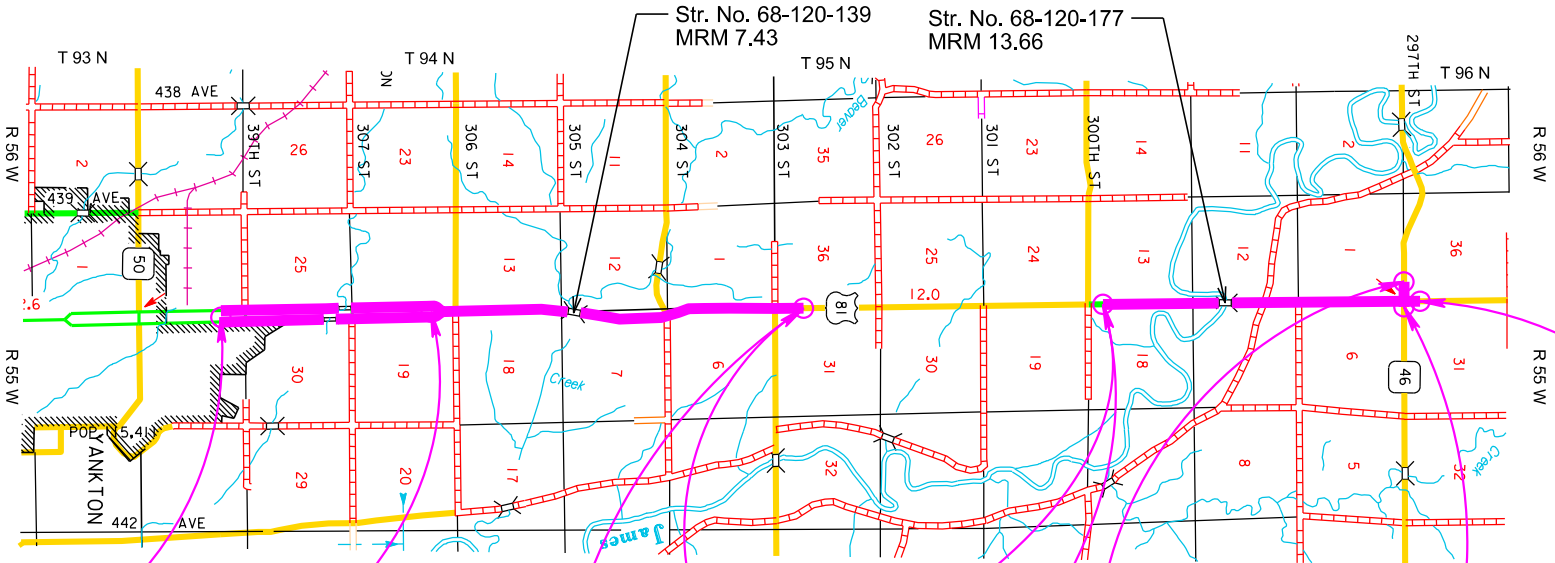 Str. No. 68-120-139
MRM 7.43
Str. No. 68-120-177
MRM 13.66
T 93 N
T 94 N
T 95 N
T 96 N
ON
297TH ST
438 AVE
Beaver
R 56 W
R 56 W
2
39TH ST
26
307 ST
23
306 ST
14
305 ST
11
304 ST
2
303 ST
35
302 ST
26
301 ST
23
300TH ST
14
11
2
439 AVE
1
50
25
13
12
1
36
25
24
13
12
1
36
2.6
81
12.0
R 55 W
R 55 W
30
19
18
Creek
7
6
31
30
19
18
6
46
31
POP (5,41)
YANKTON
29
20
17
32
8
5
32
Creek
442 AVE
James